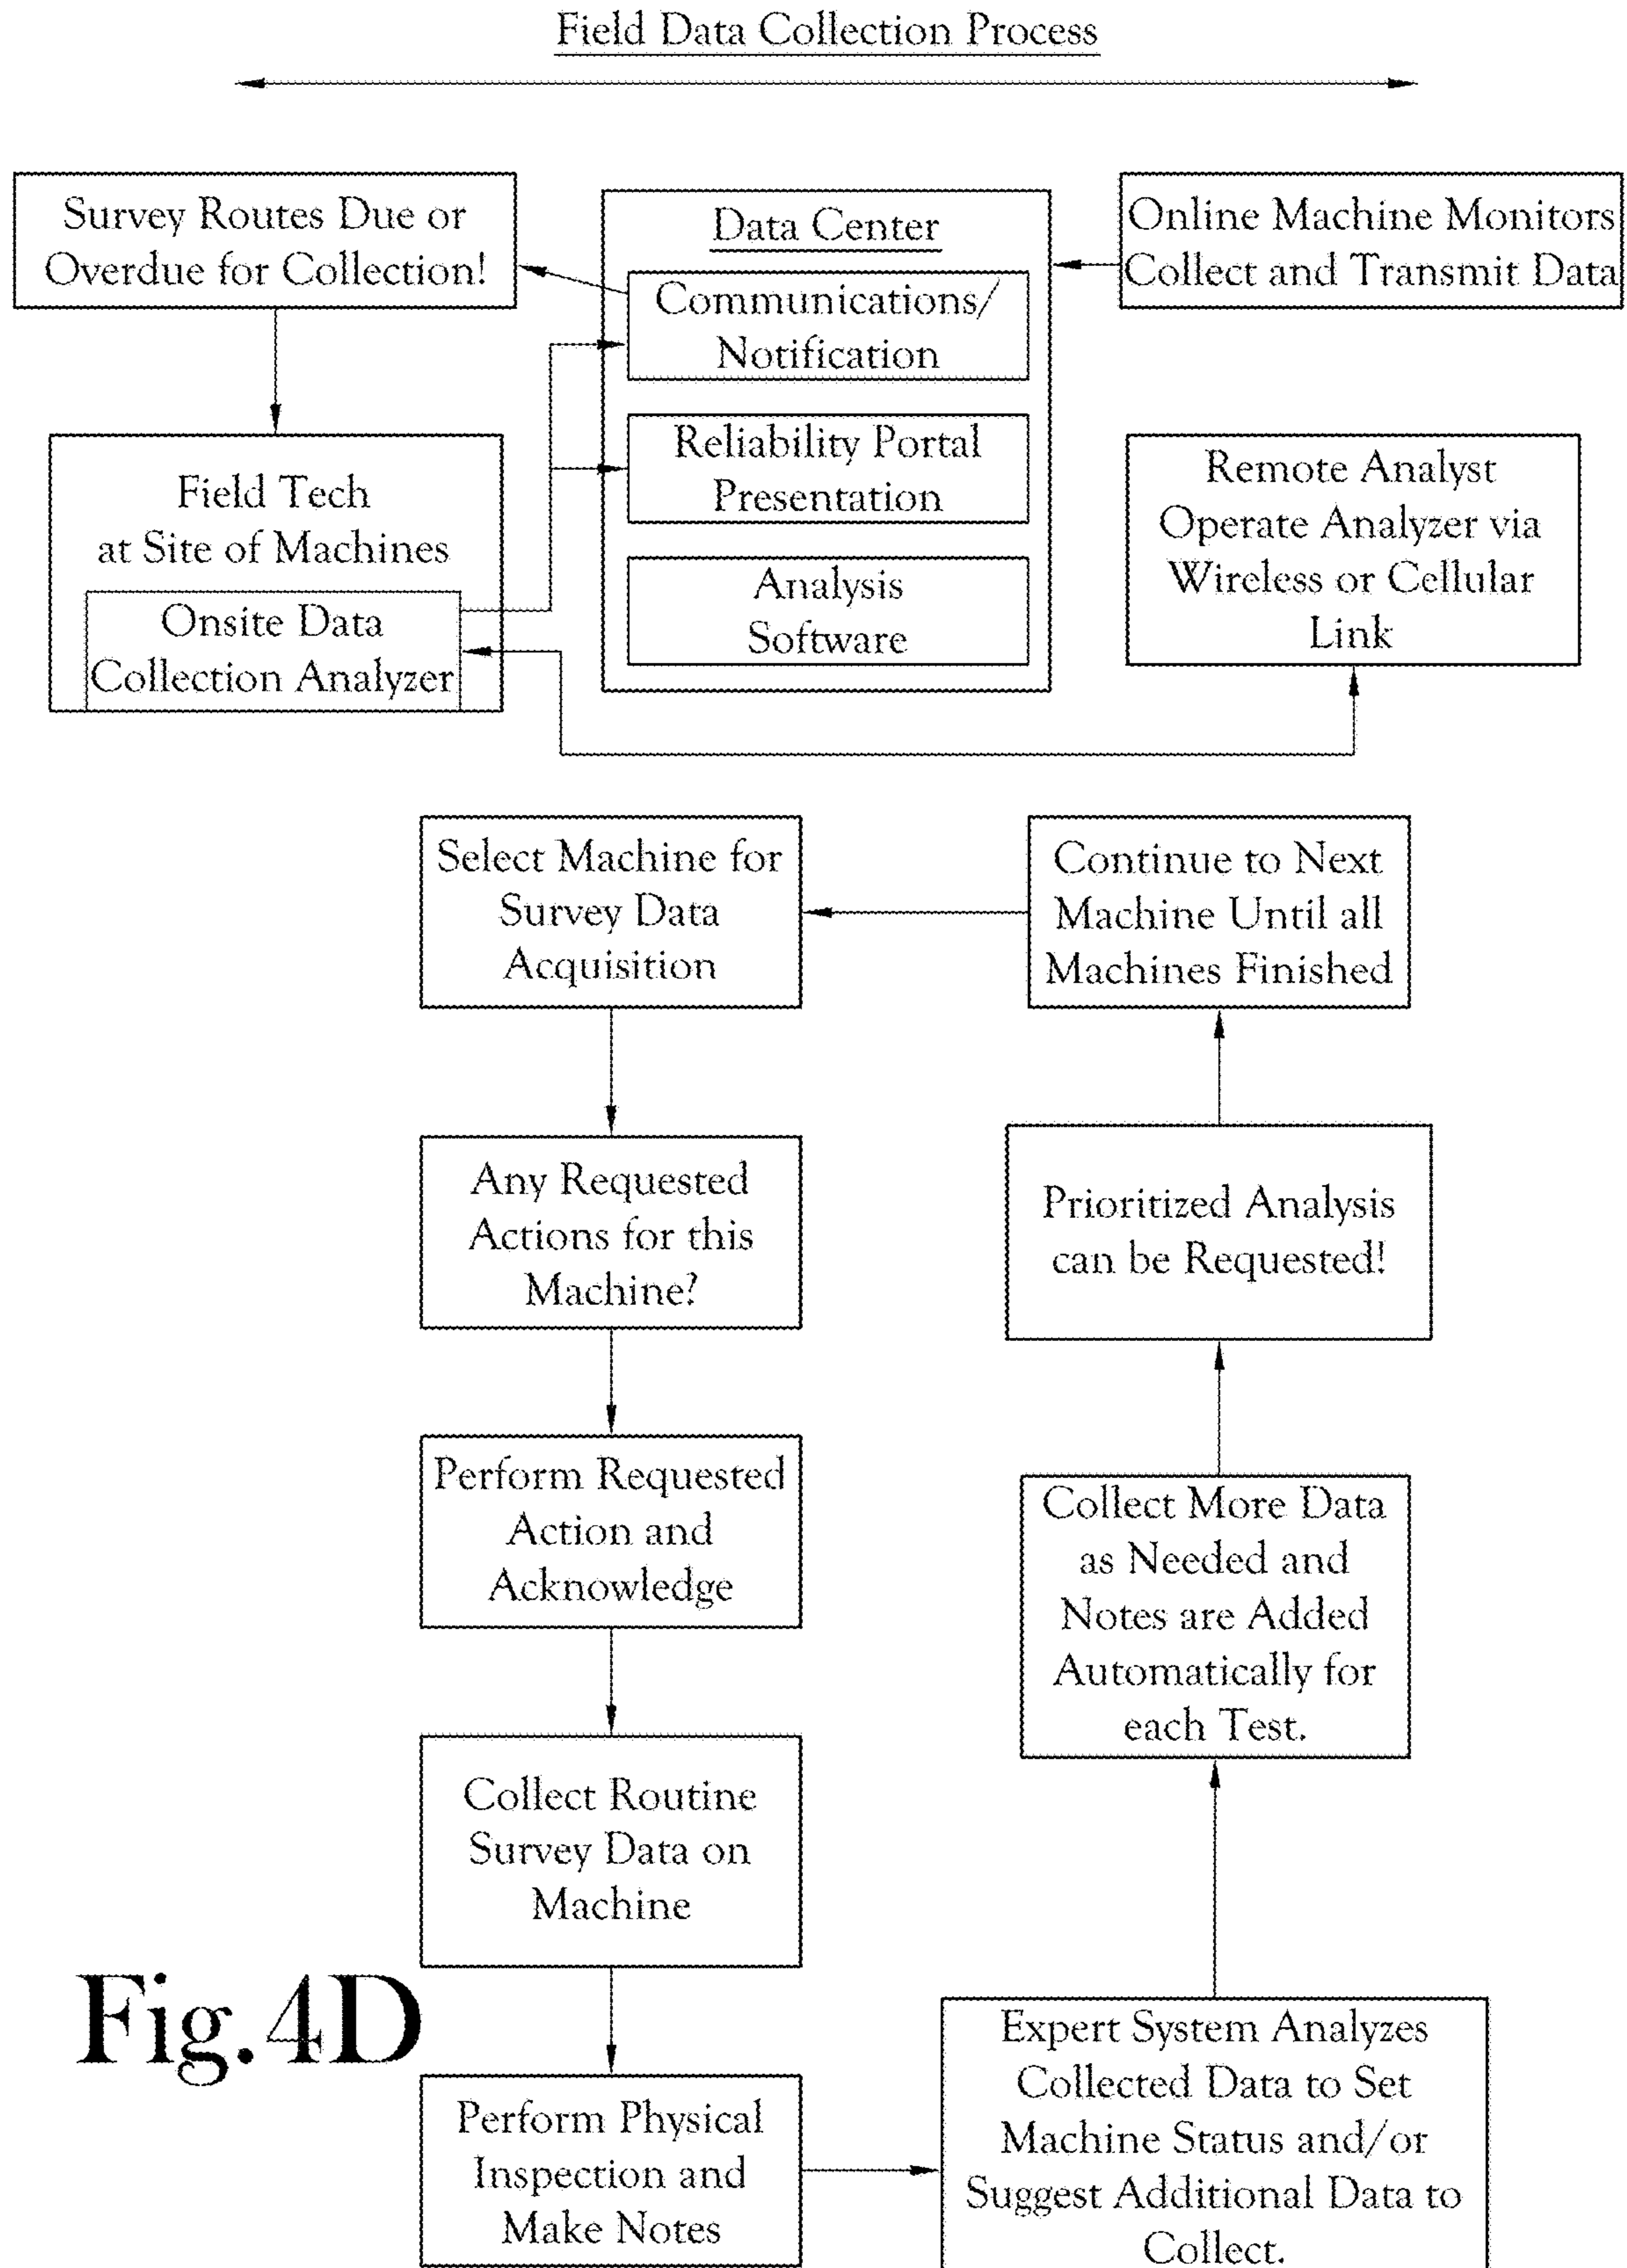 Field Data Collection Process
Survey Routes Due or
Overdue for Collection!
Data Center
Communications/
Notification
Reliability Portal
Presentation
Analysis
Software
Online Machine Monitors
Collect and Transmit Data
Field Tech
at Site of Machines
Onsite Data
Collection Analyzer
Remote Analyst
Operate Analyzer via
Wireless or Cellular
Link
Select Machine for
Survey Data
Acquisition
Any Requested
Actions for this
Machine?
Perform Requested
Action and
Acknowledge
Collect Routine
Survey Data on
Machine
Perform Physical
Inspection and
Make Notes
Expert System Analyzes
Collected Data to Set
Machine Status and/or
Suggest Additional Data to
Collect.
Collect More Data
as Needed and
Notes are Added
Automatically for
each Test.
Prioritized Analysis
can be Requested!
Continue to Next
Machine Until all
Machines Finished
Fig.4D